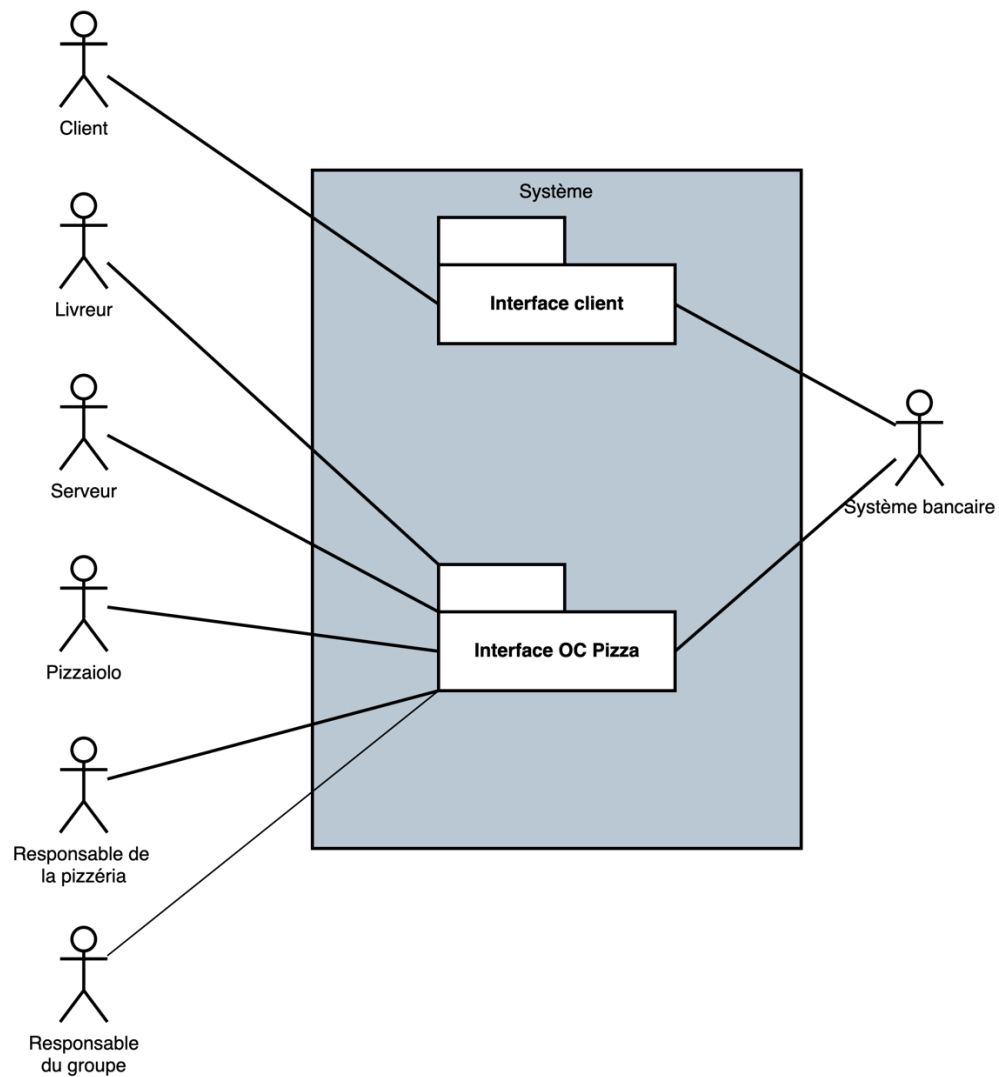 Client
Système
Interface client
Livreur
Serveur
Système bancaire
Interface OC Pizza
Pizzaiolo
Responsable de
la pizzéria
Responsable
du groupe